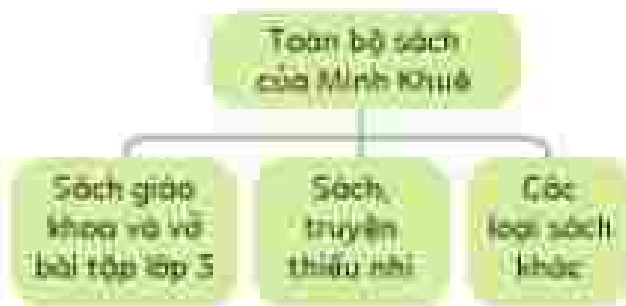 Toàn bộ sách
của Minh Khuê
Sách giáo
khoa và vở
bài tập lớp 3
Sách,
truyện
thiếu nhi
Các
loại sách
khác